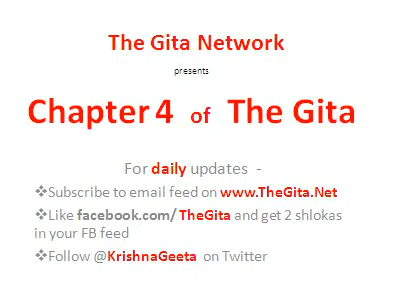 The Gita Network
presents
Chapter 4 of The Gita
For daily updates -
❖Subscribe to email feed on www.TheGita.Net
❖Like facebook.com/ TheGita and get 2 shlokas
in your FB feed
❖Follow @KrishnaGeeta on Twitter